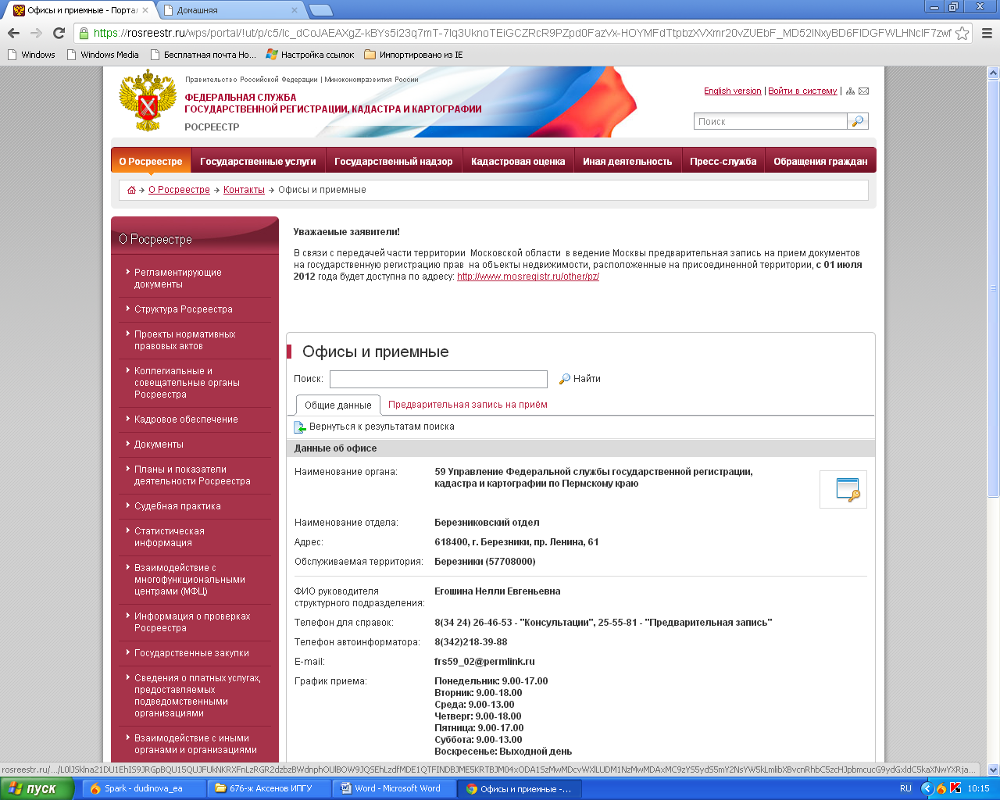 Офисы и приемные - Портал
Домашняя
https://rosreestr.ru/wps/portal/!ut/p/c5/
Windows
Windows Media
Бесплатная почта Ho...
Настройка ссылок
Импортировано из IE
Правительство Российской Федерации | Минэкономразвития России
ФЕДЕРАЛЬНАЯ СЛУЖБА
ГОСУДАРСТВЕННОЙ РЕГИСТРАЦИИ, КАДАСТРА И КАРТОГРАФИИ
РОСРЕЕСТР
English version | Войти в систему |
Поиск
О Росреестре
Государственные услуги
Государственный надзор
Кадастровая оценка
Иная деятельность
Пресс-служба
Обращения граждан
О Росреестре → Контакты → Офисы и приемные
О Росреестре
Регламентирующие
документы
Структура Росреестра
Проекты нормативных
правовых актов
Коллегиальные и
совещательные органы
Росреестра
Кадровое обеспечение
Документы
Планы и показатели
деятельности Росреестра
Судебная практика
Статистическая
информация
Взаимодействие с
многофункциональными
центрами (МФЦ)
Информация о проверках
Росреестра
Государственные закупки
Сведения о платных услугах,
предоставляемых
подведомственными
организациями
Взаимодействие с иными
органами и организациями
Уважаемые заявители!
В связи с передачей части территории Московской области в ведение Москвы предварительная запись на прием документов
на государственную регистрацию прав на объекты недвижимости, расположенные на присоединенной территории, с 01 июля
2012 года будет доступна по адресу: http://www.mosregistr.ru/other/pz/
Офисы и приемные
Поиск:
Найти
Общие данные
Предварительная запись на приём
Вернуться к результатам поиска
Данные об офисе
Наименование органа: 59 Управление Федеральной службы государственной регистрации,
кадастра и картографии по Пермскому краю
Наименование отдела: Березниковский отдел
Адрес: 618400, г. Березники, пр. Ленина, 61
Обслуживаемая территория: Березники (57708000)
ФИО руководителя
структурного подразделения: Егошина Нелли Евгеньевна
Телефон для справок: 8(34 24) 26-46-53 - "Консультации", 25-55-81 - "Предварительная запись"
Телефон автоинформатора: 8(342)218-39-88
E-mail: frs59_02@permlink.ru
График приема: Понедельник: 9.00-17.00
Вторник: 9.00-18.00
Среда: 9.00-13.00
Четверг: 9.00-18.00
Пятница: 9.00-17.00
Суббота: 9.00-13.00
Воскресенье: Выходной день
пуск
Spark - dudinova_ea
676-ж Аксенов ИПГУ
Word - Microsoft Word
Офисы и приемные -...
RU
10:15